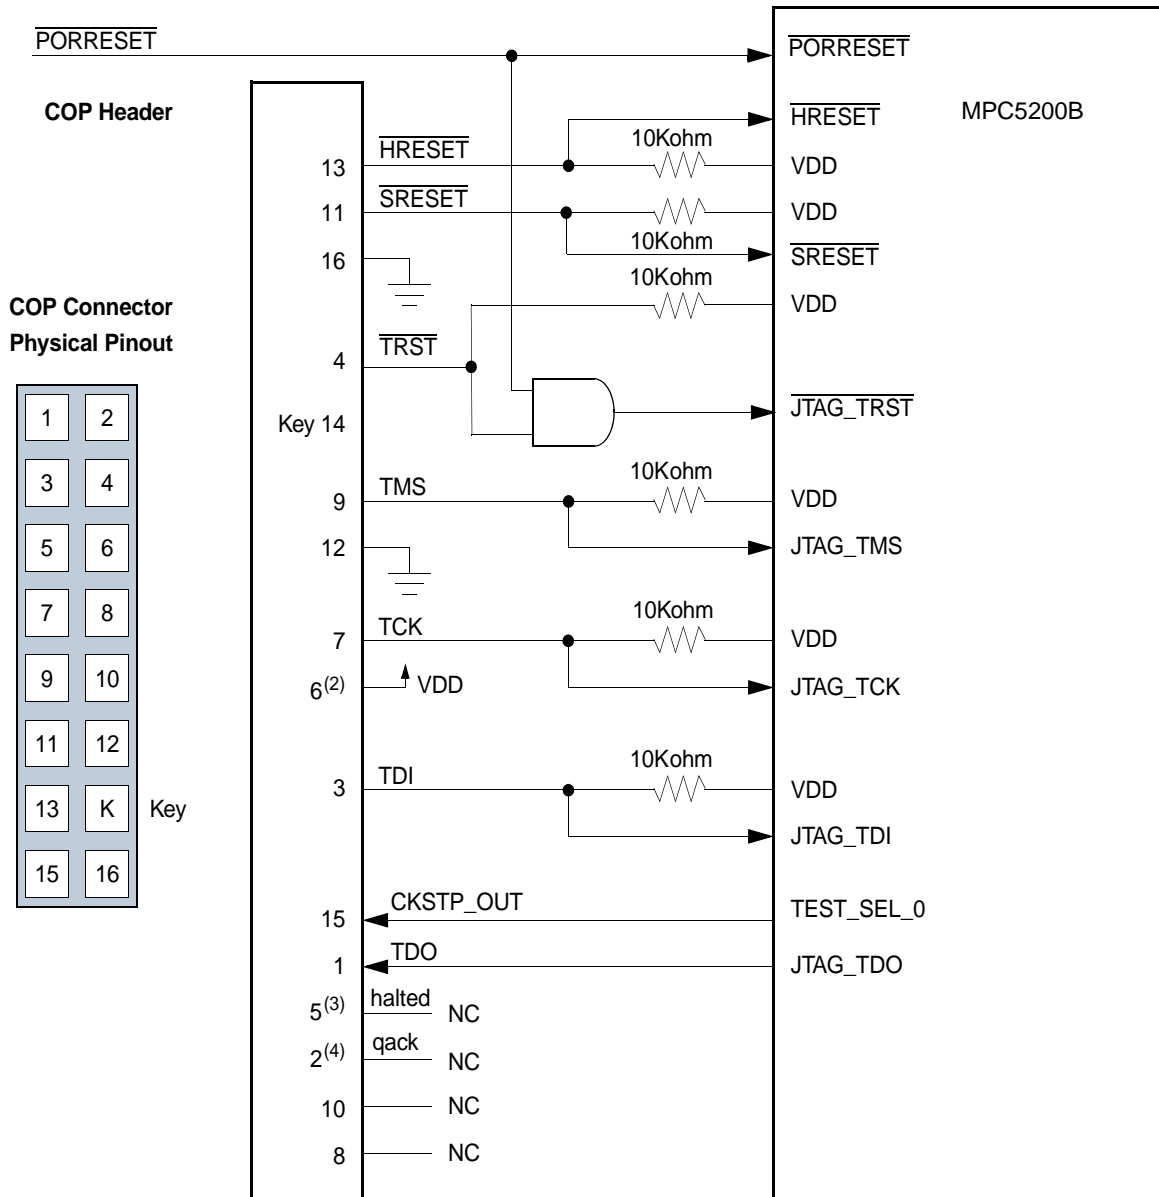 PORRESET
PORRESET
COP Header
HRESET
MPC5200B
13
HRESET
10Kohm
VDD
11
SRESET
VDD
10Kohm
SRESET
16
10Kohm
VDD
COP Connector
Physical Pinout
4
TRST
JTAG_TRST
Key 14
1 2
3 4
5 6
7 8
9 10
11 12
13 K Key
15 16
9
TMS
10Kohm
VDD
12
JTAG_TMS
7
TCK
10Kohm
VDD
6(2)
VDD
JTAG_TCK
3
TDI
10Kohm
VDD
JTAG_TDI
15
CKSTP_OUT
TEST_SEL_0
1
TDO
JTAG_TDO
5(3)
halted
NC
2(4)
qack
NC
10
NC
8
NC